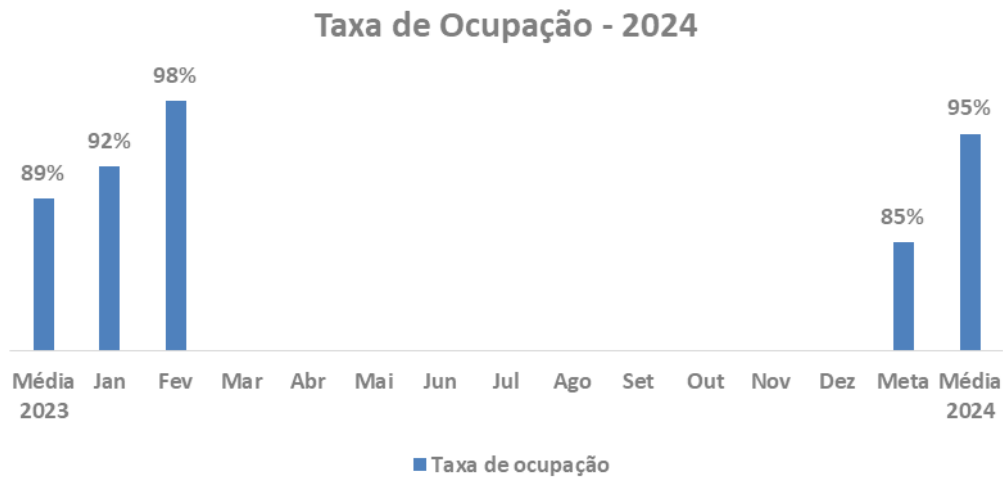 Taxa de Ocupação - 2024
98%
95%
92%
89%
85%
Média Jan Fev Mar Abr Mai Jun Jul Ago Set Out Nov Dez Meta Média
2023 2024
Taxa de ocupação